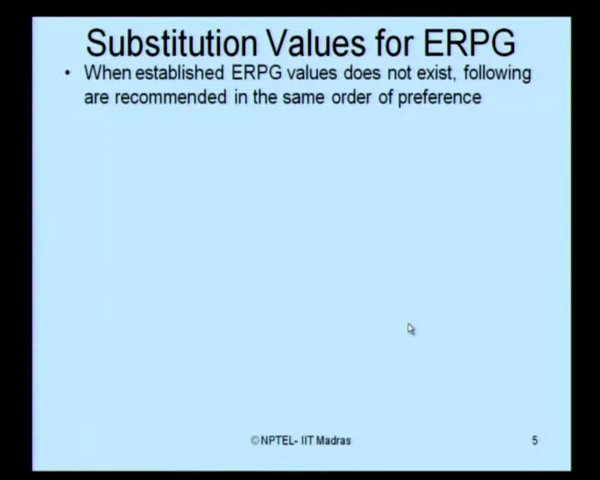 Substitution Values for ERPG
• When established ERPG values does not exist, following
are recommended in the same order of preference
©NPTEL- IIT Madras
5